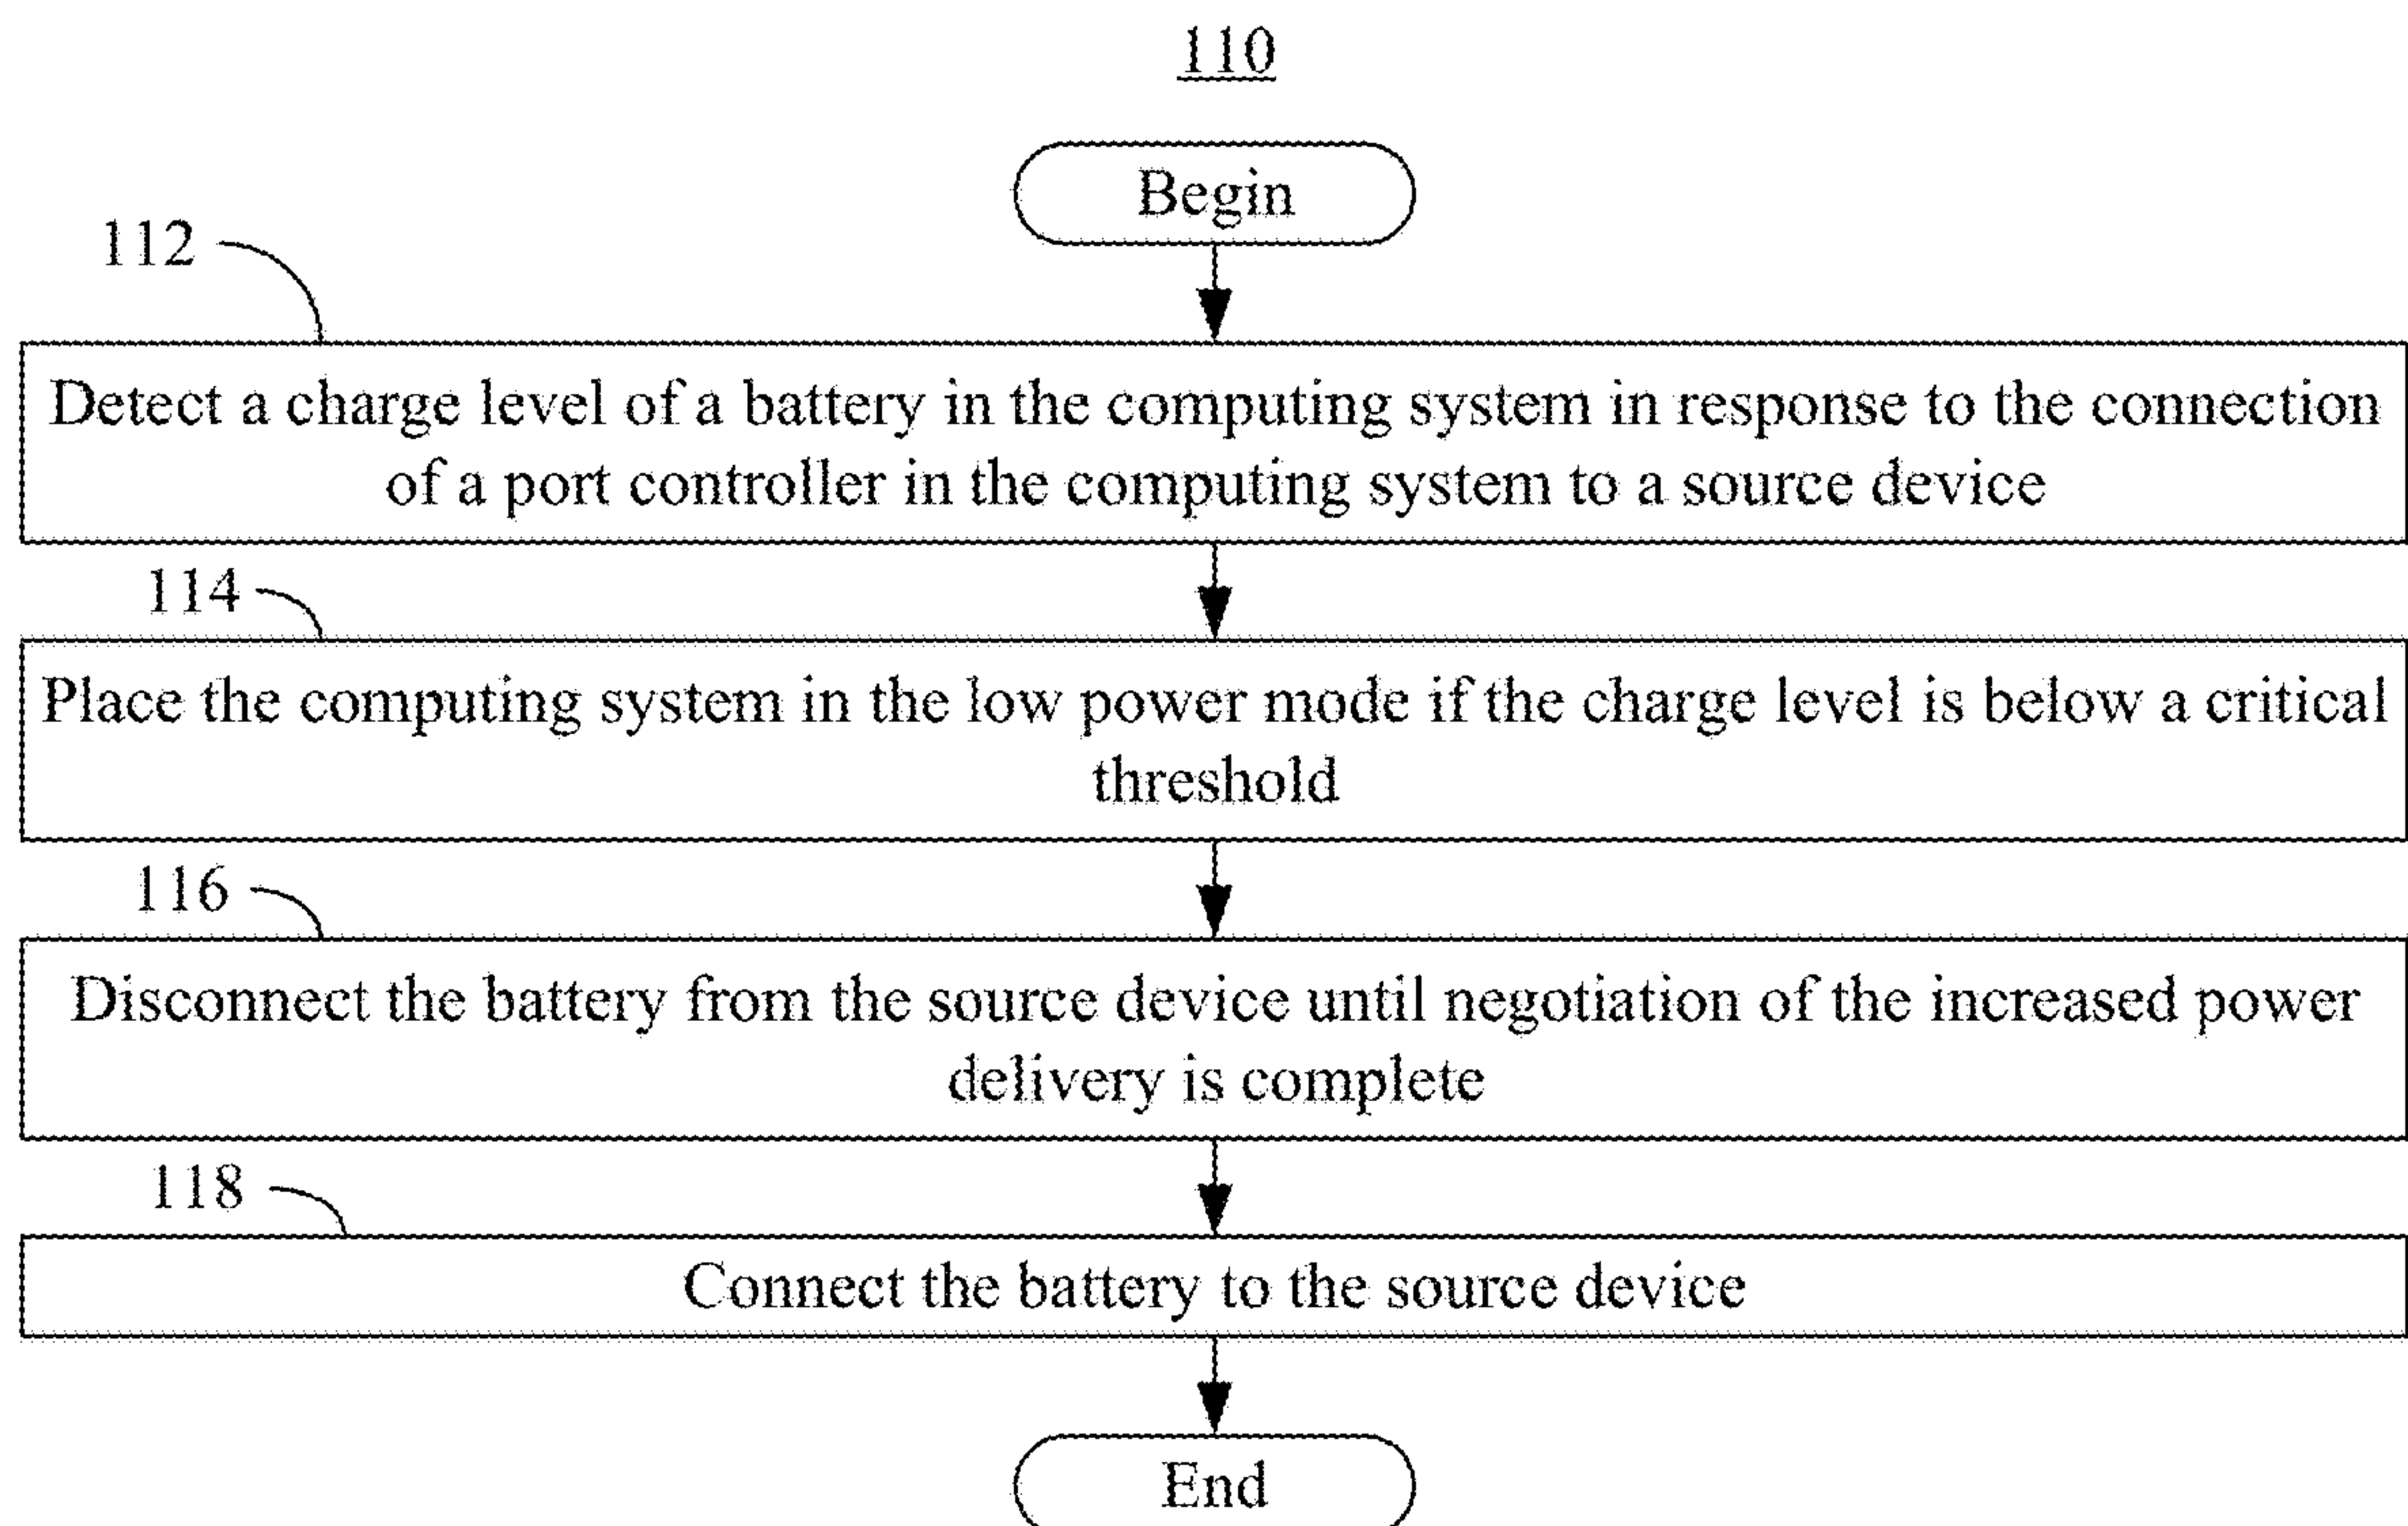 110
Begin
112
Detect a charge level of a battery in the computing system in response to the connection
of a port controller in the computing system to a source device
114
Place the computing system in the low power mode if the charge level is below a critical
threshold
116
Disconnect the battery from the source device until negotiation of the increased power
delivery is complete
118
Connect the battery to the source device
End